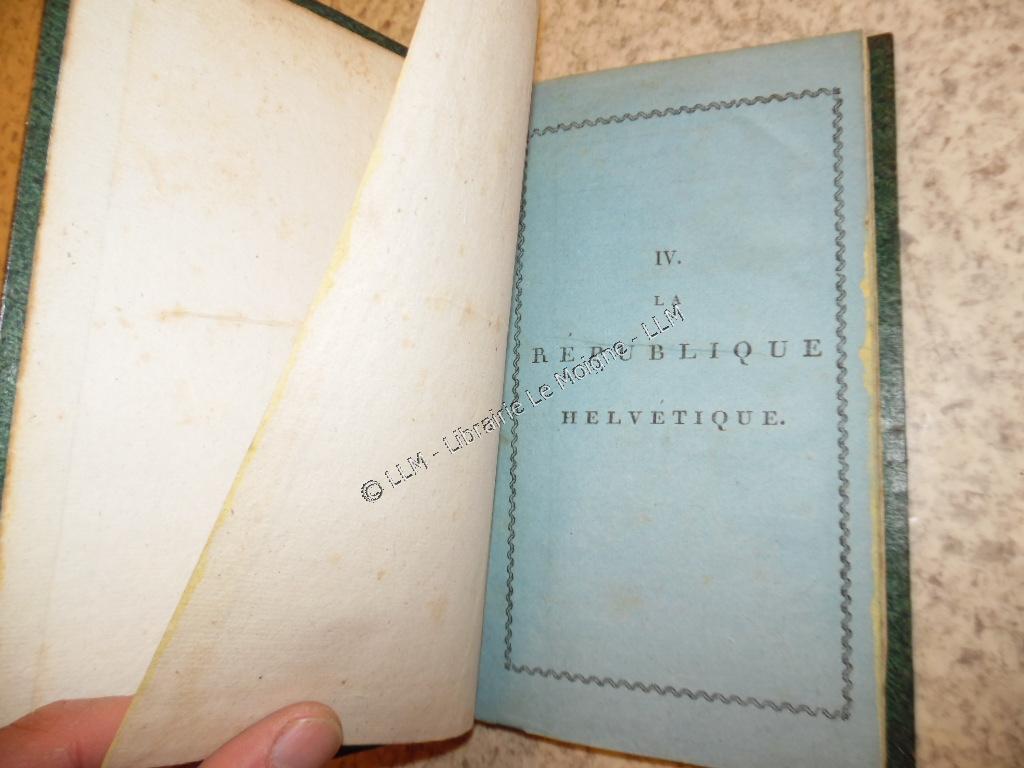 IV.
LA
RÉPUBLIQUE
HELVÉTIQUE.
© LLM - Librairie Le Moigne - LLM